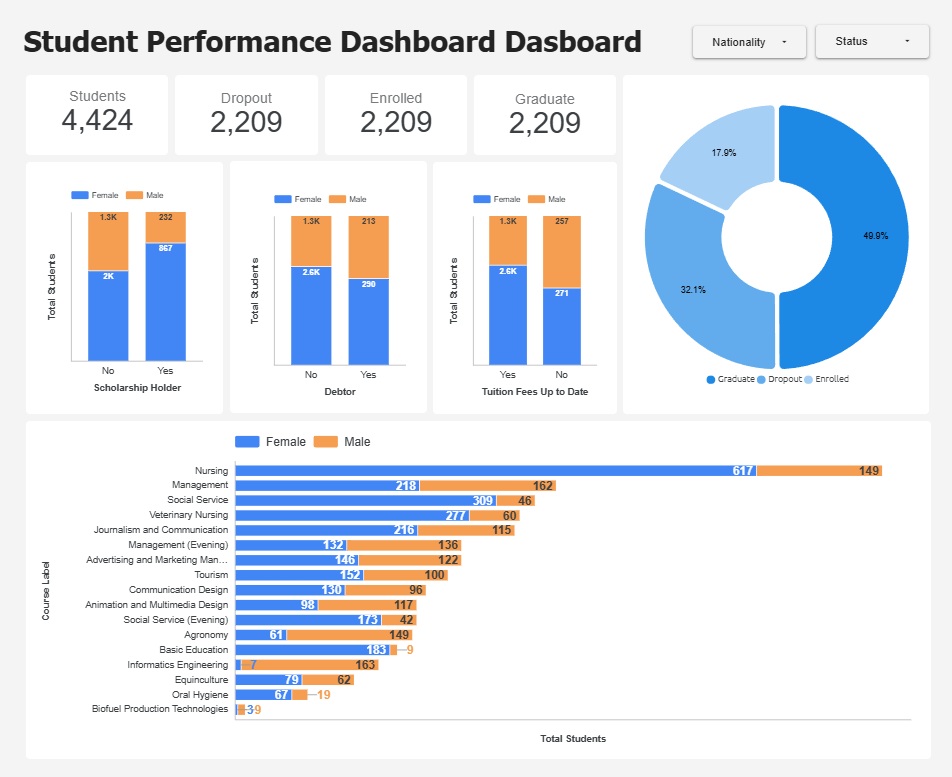 Student Performance Dashboard Dasboard
Nationality
Status
Students
4,424
Dropout
2,209
Enrolled
2,209
Graduate
2,209
Female Male
Total Students
1.3K 232
2K 867
No Yes
Scholarship Holder
Female Male
Total Students
1.3K 213
2.6K 290
No Yes
Debtor
Female Male
Total Students
1.3K 257
2.6K 271
Yes No
Tuition Fees Up to Date
17.9%
49.9%
32.1%
Graduate Dropout Enrolled
Female Male
Course Label
Nursing 617 149
Management 218 162
Social Service 309 46
Veterinary Nursing 277 60
Journalism and Communication 216 115
Management (Evening) 132 136
Advertising and Marketing Man... 146 122
Tourism 152 100
Communication Design 130 96
Animation and Multimedia Design 98 117
Social Service (Evening) 173 42
Agronomy 61 149
Basic Education 183 9
Informatics Engineering 7 163
Equinculture 79 62
Oral Hygiene 67 19
Biofuel Production Technologies 3 9
Total Students